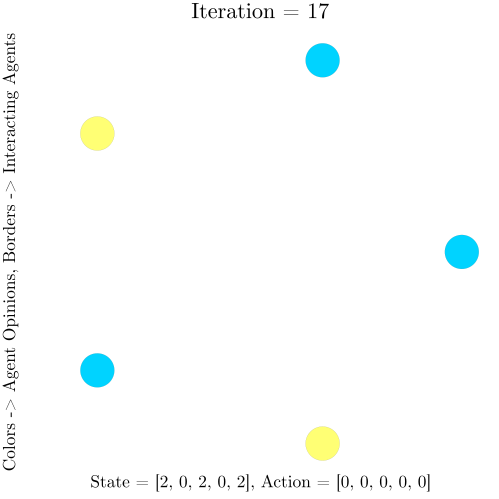 Iteration = 17
Colors -> Agent Opinions, Borders -> Interacting Agents
State = [2, 0, 2, 0, 2], Action = [0, 0, 0, 0, 0]